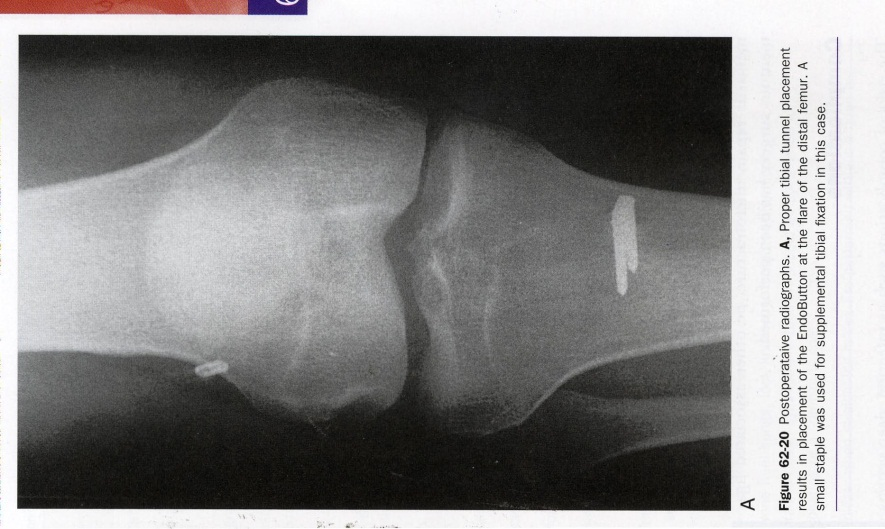 A
Figure 62-20 Postoperataive radiographs. A, Proper tibial tunnel placement
results in placement of the EndoButton at the flare of the distal femur. A
small staple was used for supplemental tibial fixation in this case.